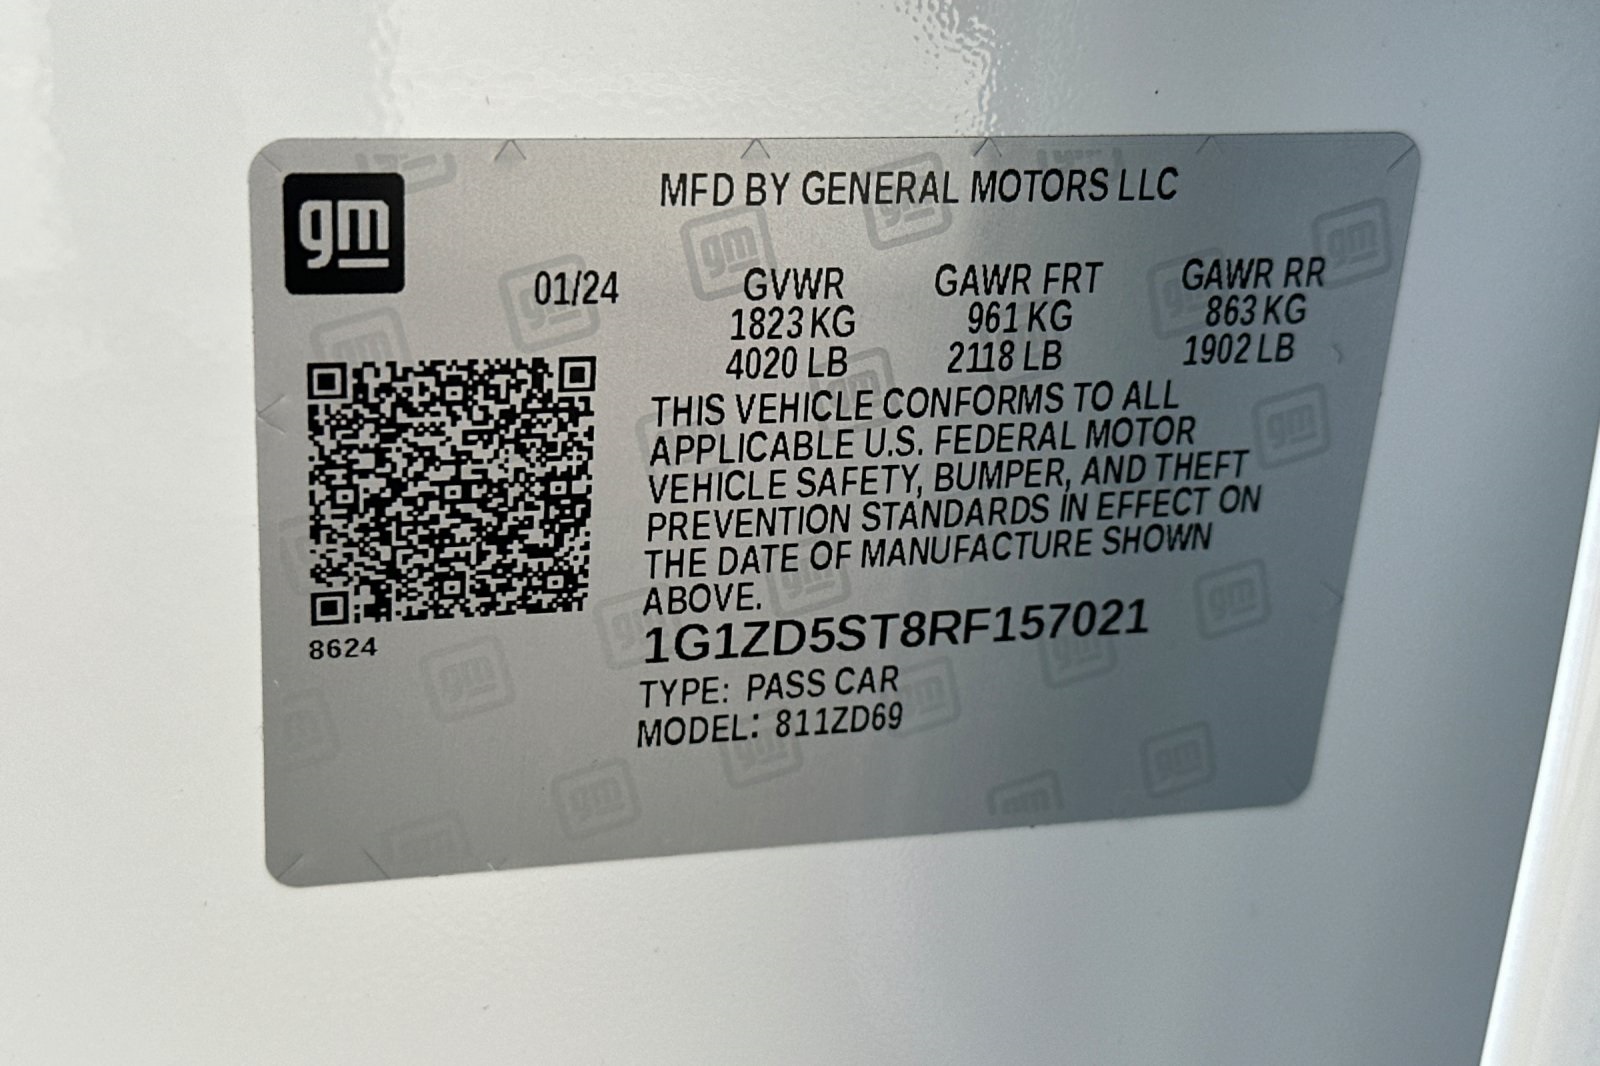 gm
MFD BY GENERAL MOTORS LLC
01/24
GVWR GAWR FRT GAWR RR
1823 KG 961 KG 863 KG
4020 LB 2118 LB 1902 LB
THIS VEHICLE CONFORMS TO ALL
APPLICABLE U.S. FEDERAL MOTOR
VEHICLE SAFETY, BUMPER, AND THEFT
PREVENTION STANDARDS IN EFFECT ON
THE DATE OF MANUFACTURE SHOWN
ABOVE.
1G1ZD5ST8RF157021
TYPE: PASS CAR
MODEL: 811ZD69
8624